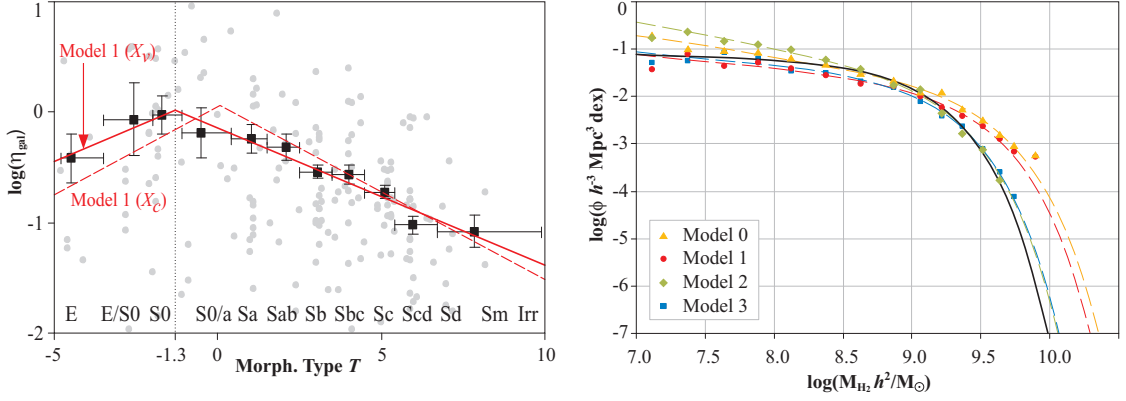 1
0
-1
-2
log(η_gal)
Model 1 (X_v)
Model 1 (X_c)
E E/S0 S0 S0/a Sa Sab Sb Sbc Sc Scd Sd Sm Irr
-5 -1.3 0 5 10
Morph. Type T
0
-1
-2
-3
-4
-5
-6
-7
log(ϕ h⁻³ Mpc³ dex)
Model 0
Model 1
Model 2
Model 3
7.0 7.5 8.0 8.5 9.0 9.5 10.0
log(M_H₂ h²/M_⊙)